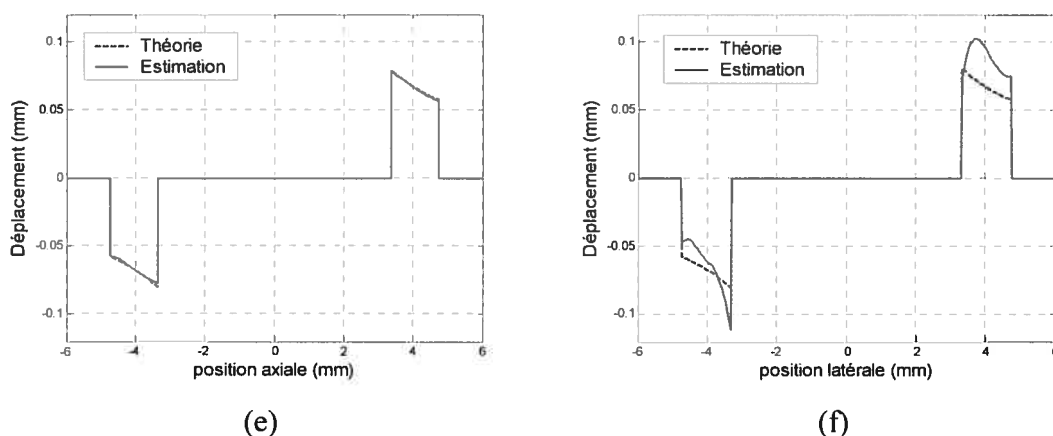 0.1
0.05
0
-0.05
-0.1
Déplacement (mm)
Théorie
Estimation
-6 -4 -2 0 2 4 6
position axiale (mm)
(e)
0.1
0.05
0
-0.05
-0.1
Déplacement (mm)
Théorie
Estimation
-6 -4 -2 0 2 4 6
position latérale (mm)
(f)